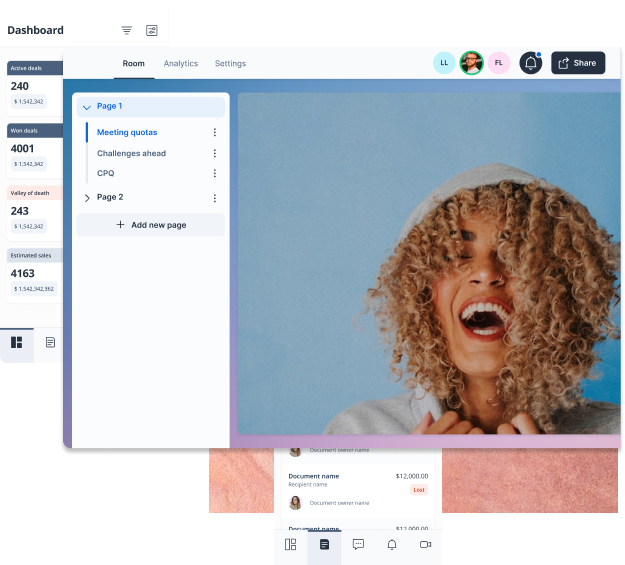 Dashboard
Active deals
240
$ 1,542,342
Won deals
4001
$ 1,542,342
Valley of death
243
$ 1,542,342
Estimated sales
4163
$ 1,542,342,362
Room Analytics Settings
LL FL Share
Page 1
Meeting quotas
Challenges ahead
CPQ
Page 2
+ Add new page
Document owner name
Document name $12,000.00
Recipient name Lost
Document owner name
Document name $12,000.00